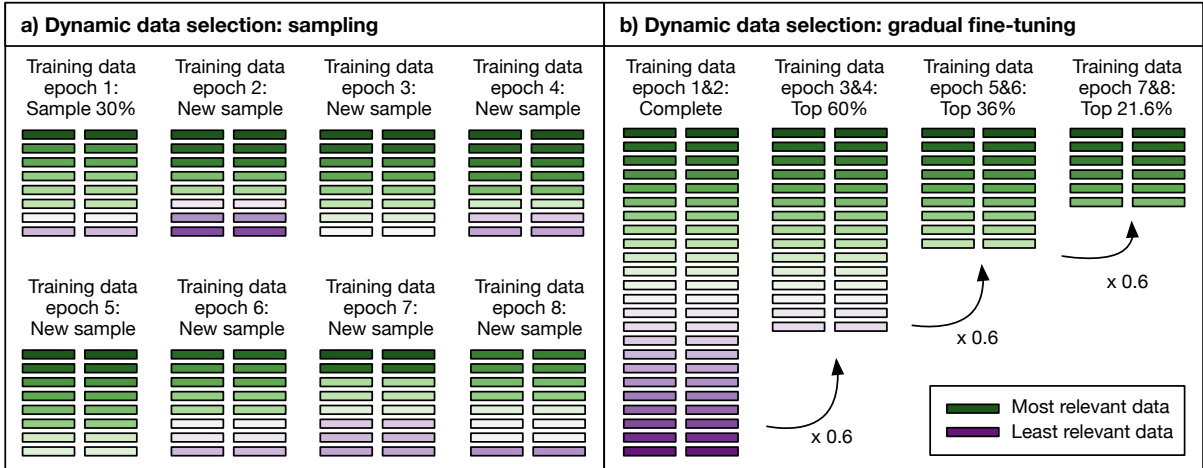 a) Dynamic data selection: sampling
Training data
epoch 1:
Sample 30%
Training data
epoch 2:
New sample
Training data
epoch 3:
New sample
Training data
epoch 4:
New sample
Training data
epoch 5:
New sample
Training data
epoch 6:
New sample
Training data
epoch 7:
New sample
Training data
epoch 8:
New sample
b) Dynamic data selection: gradual fine-tuning
Training data
epoch 1&2:
Complete
Training data
epoch 3&4:
Top 60%
Training data
epoch 5&6:
Top 36%
Training data
epoch 7&8:
Top 21.6%
x 0.6
x 0.6
x 0.6
Most relevant data
Least relevant data